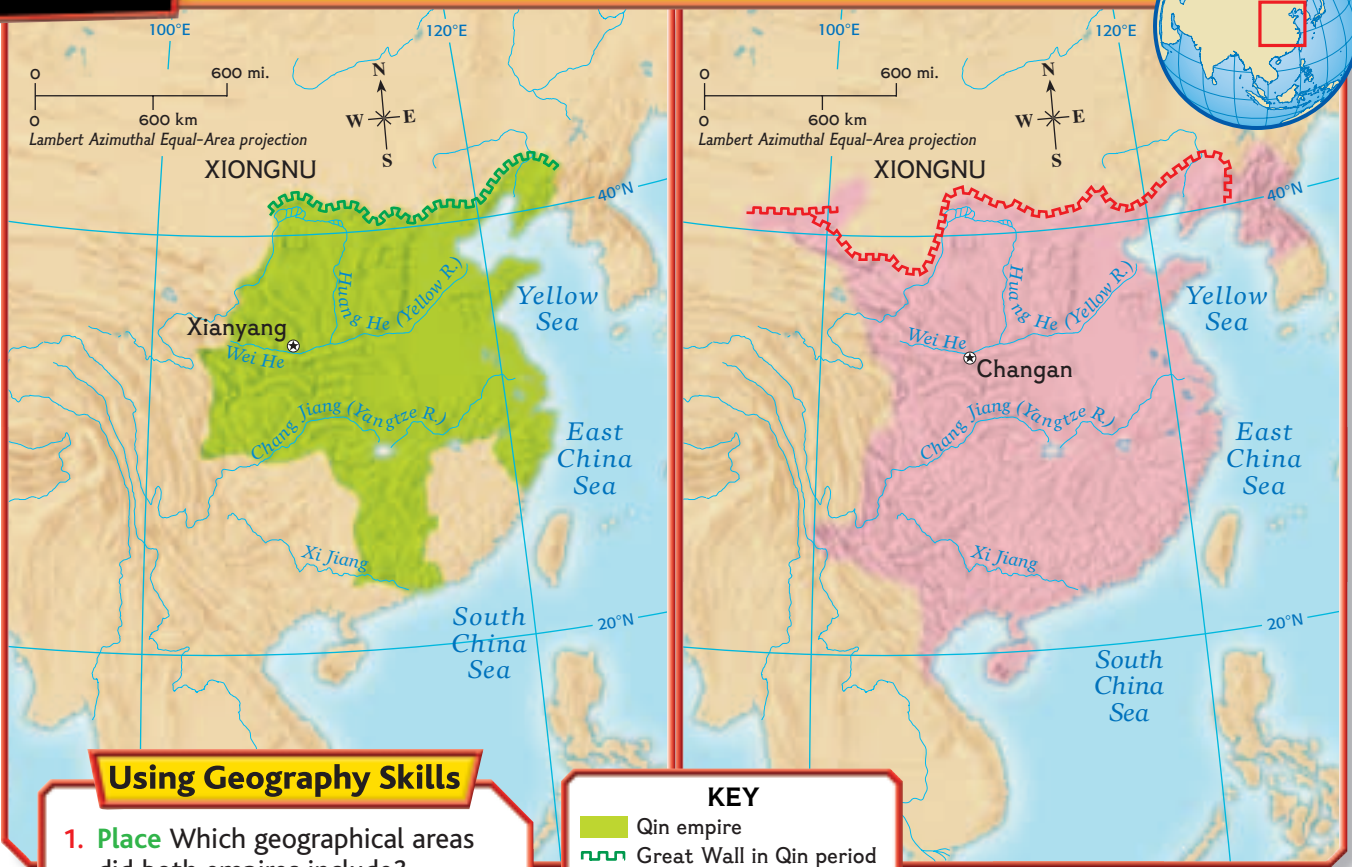 100°E
120°E
0
600 mi.
0
600 km
Lambert Azimuthal Equal-Area projection
N
W
E
S
XIONGNU
40°N
Huang He (Yellow R.)
Yellow
Sea
Xianyang
Wei He
Chang Jiang (Yangtze R.)
East
China
Sea
Xi Jiang
South
China
Sea
20°N
100°E
120°E
0
600 mi.
0
600 km
Lambert Azimuthal Equal-Area projection
N
W
E
S
XIONGNU
40°N
Huang He (Yellow R.)
Yellow
Sea
Wei He
Changan
Chang Jiang (Yangtze R.)
East
China
Sea
Xi Jiang
20°N
South
China
Sea
Using Geography Skills
1. Place Which geographical areas
did both empires include?
KEY
Qin empire
Great Wall in Qin period